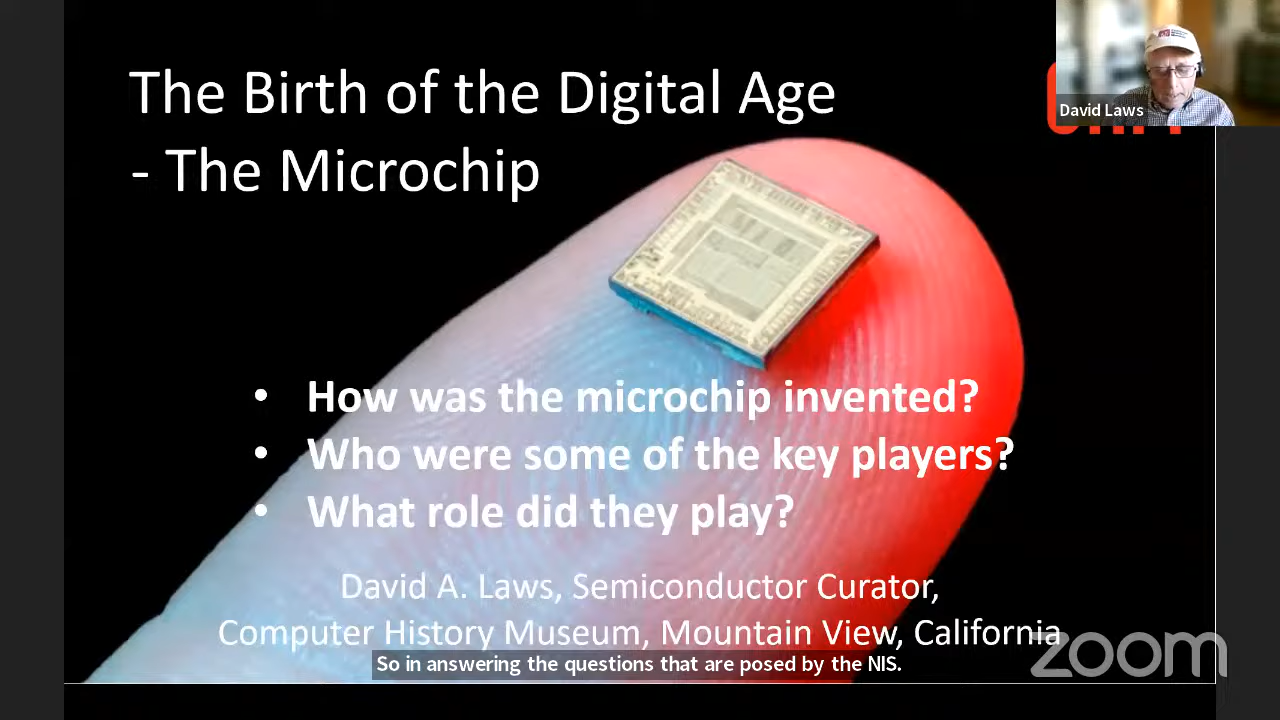 The Birth of the Digital Age
- The Microchip
David Laws
• How was the microchip invented?
• Who were some of the key players?
• What role did they play?
David A. Laws, Semiconductor Curator,
Computer History Museum, Mountain View, California
So in answering the questions that are posed by the NIS.
zoom